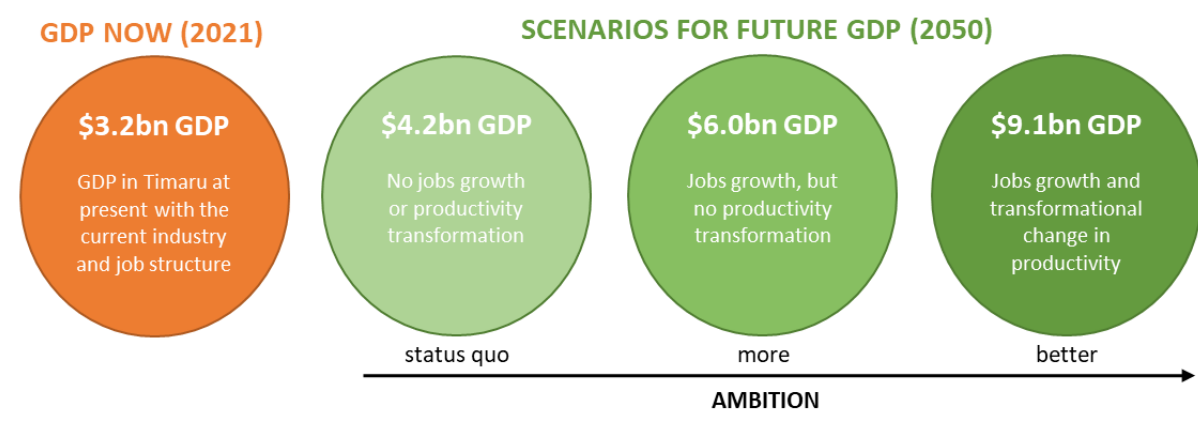 GDP NOW (2021)
SCENARIOS FOR FUTURE GDP (2050)
$3.2bn GDP
GDP in Timaru at
present with the
current industry
and job structure
$4.2bn GDP
No jobs growth
or productivity
transformation
$6.0bn GDP
Jobs growth, but
no productivity
transformation
$9.1bn GDP
Jobs growth and
transformational
change in
productivity
status quo
more
better
AMBITION